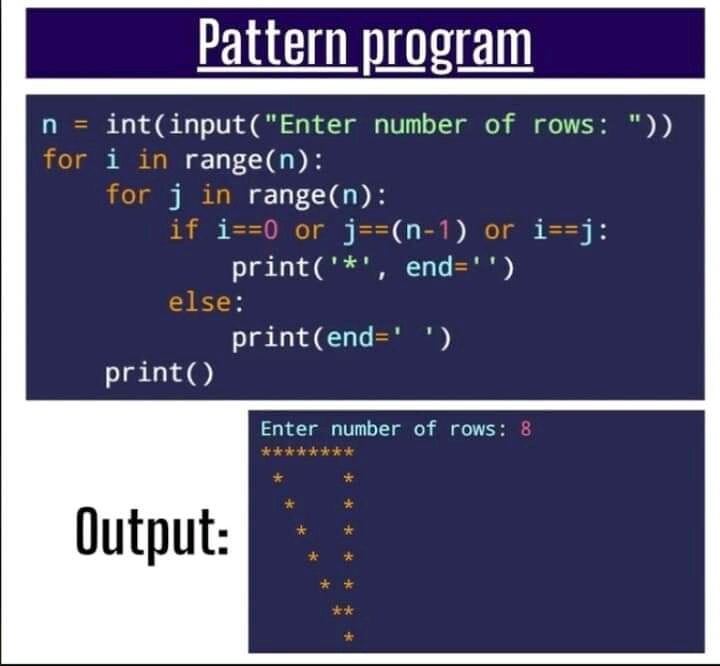 Pattern program
n = int(input("Enter number of rows: "))
for i in range(n):
    for j in range(n):
        if i==0 or j==(n-1) or i==j:
            print('*', end='')
        else:
            print(end=' ')
    print()
Enter number of rows: 8
********
 *     *
  *    *
   *   *
    *  *
     * *
      **
       *
Output: